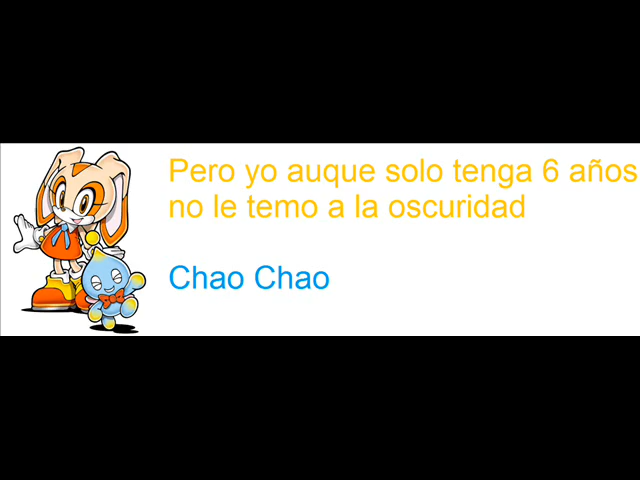 Pero yo auque solo tenga 6 años
no le temo a la oscuridad
Chao Chao